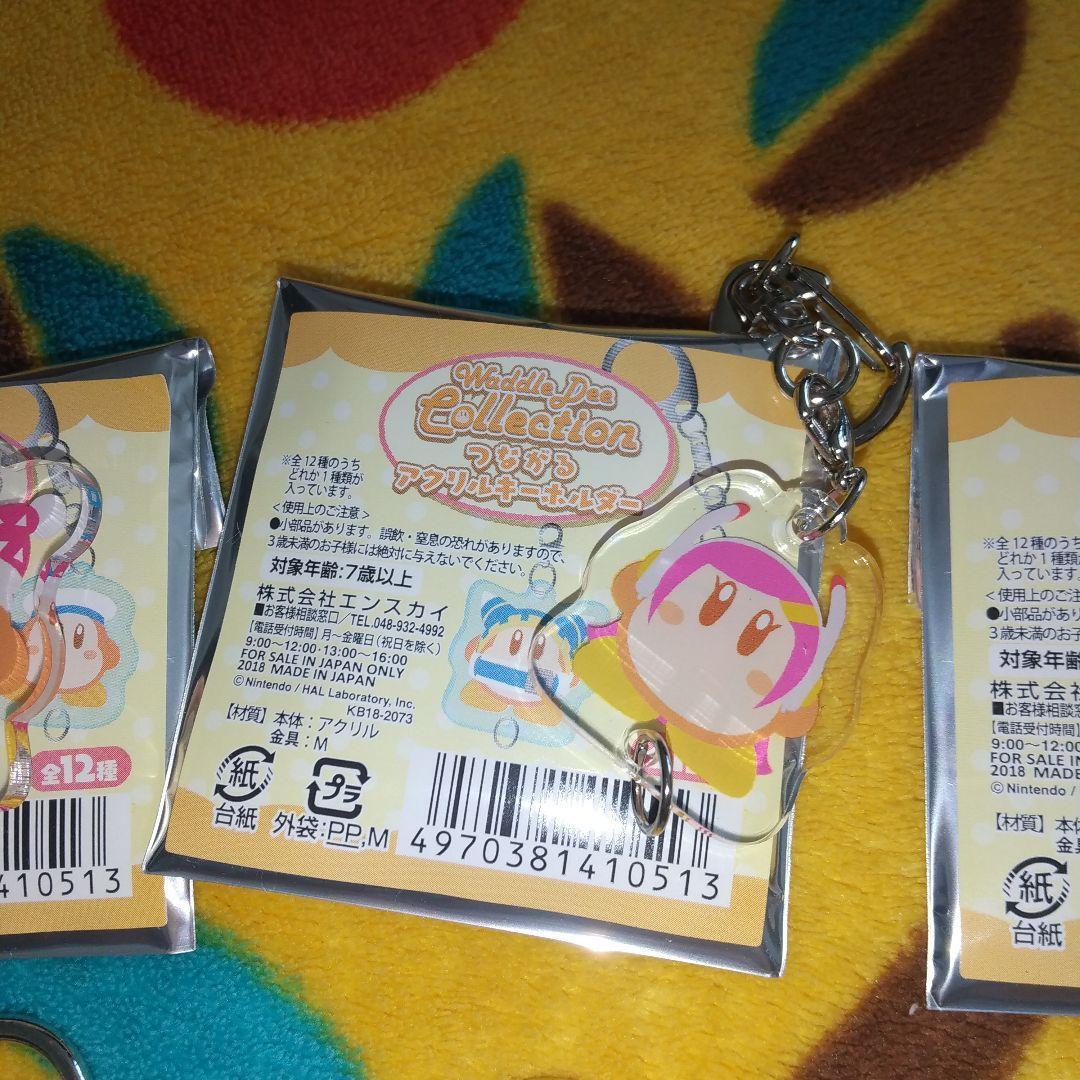 Waddle Dee
Collection
つながる
アクリルキーホルダー
※全12種のうち
どれか1種類が
入っています。
<使用上のご注意>
●小部品があります。誤飲・窒息の恐れがありますので、
3歳未満のお子様には絶対に与えないでください。
対象年齢:7歳以上
株式会社エンスカイ
■お客様相談窓口/TEL.048-932-4992
【電話受付時間】月~金曜日(祝日を除く)
9:00~12:00・13:00~16:00
FOR SALE IN JAPAN ONLY
2018 MADE IN JAPAN
©Nintendo / HAL Laboratory, Inc.
KB18-2073
【材質】本体:アクリル
金具:M
紙
台紙
プラ
外袋:PP,M
4970381410513
全12種
410513
※全12種のうち
どれか1種類
入っています。
<使用上のご注意
●小部品があり
3歳未満のお子
対象年齢
株式会社
■お客様相
【電話受付時間】
9:00~12:00
FOR SALE IN
2018 MADE
©Nintendo /
【材質】本体
金具
紙
台紙